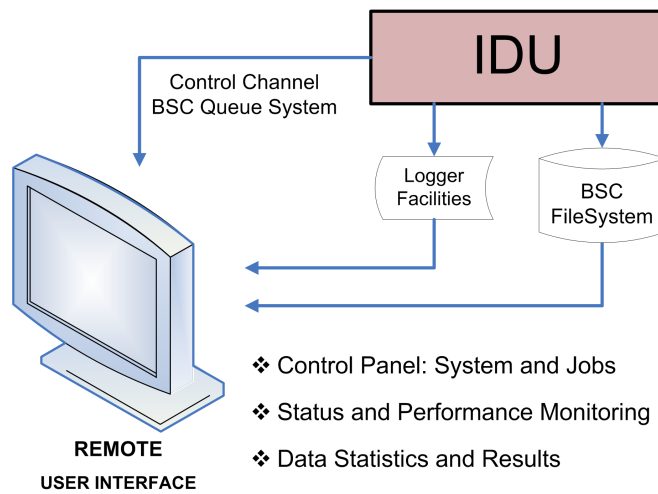 IDU
Control Channel
BSC Queue System
Logger
Facilities
BSC
FileSystem
❖ Control Panel: System and Jobs
❖ Status and Performance Monitoring
❖ Data Statistics and Results
REMOTE
USER INTERFACE